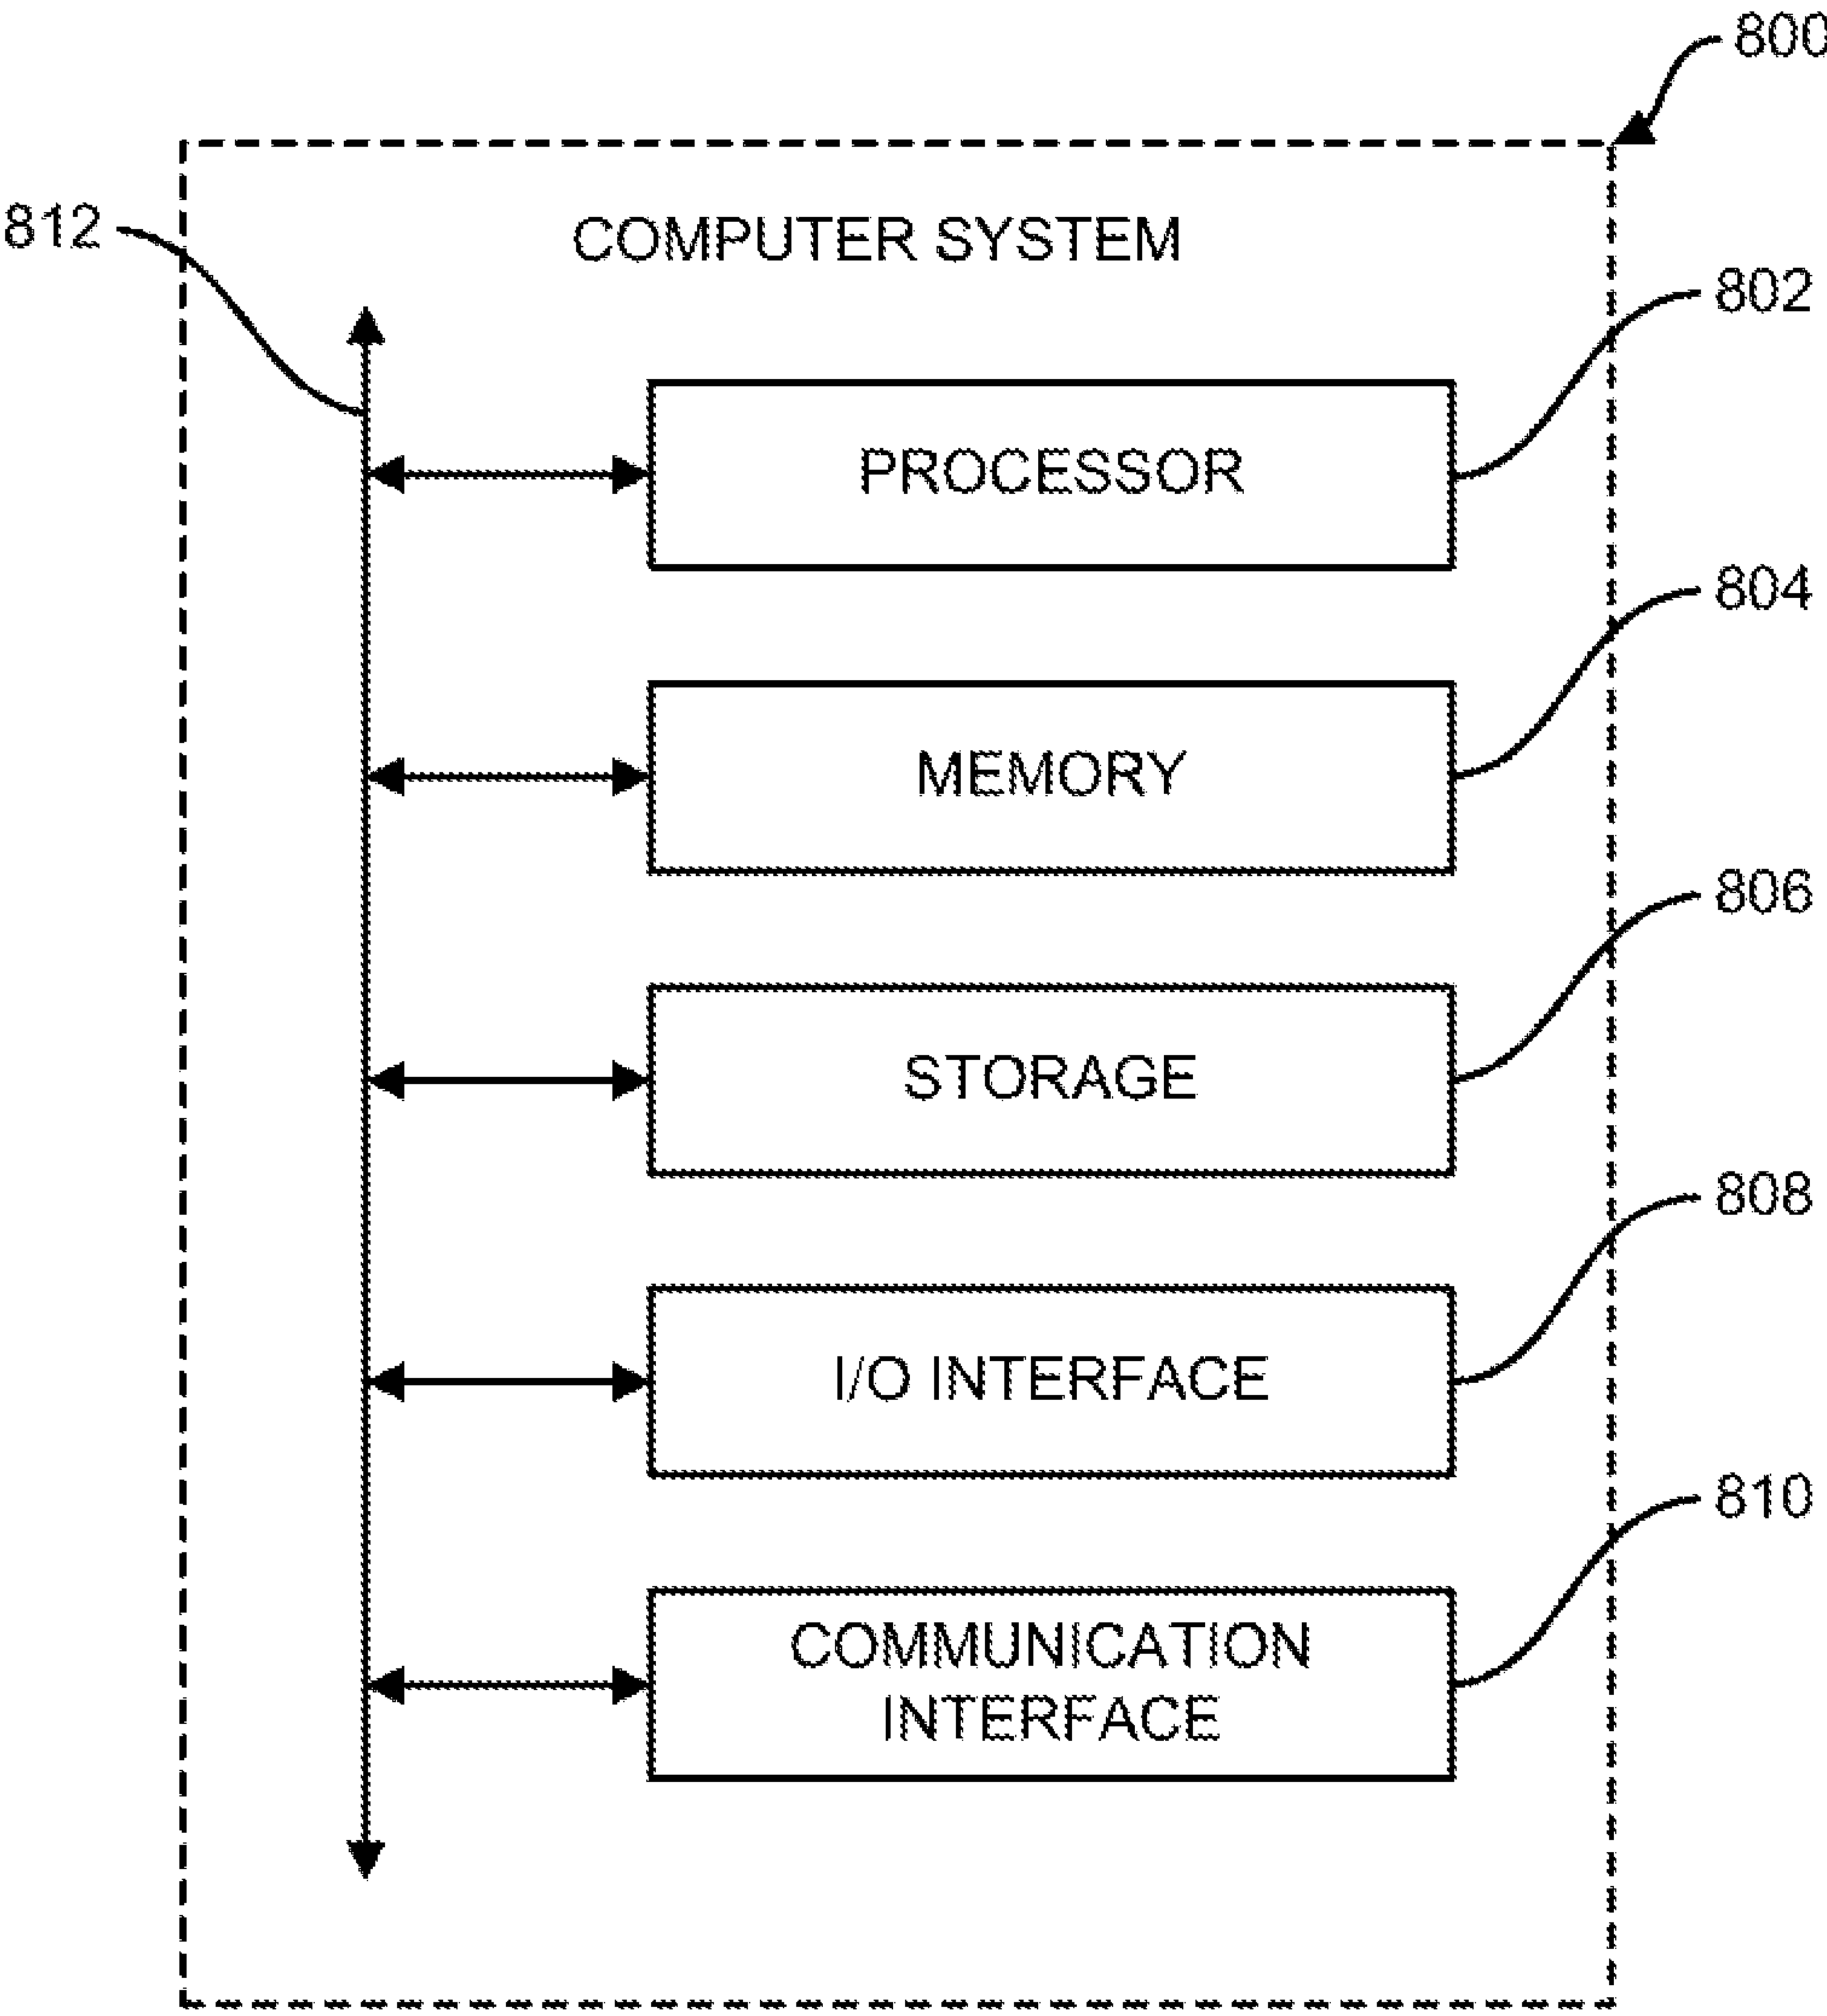 800
812
COMPUTER SYSTEM
802
PROCESSOR
804
MEMORY
806
STORAGE
808
I/O INTERFACE
810
COMMUNICATION
INTERFACE